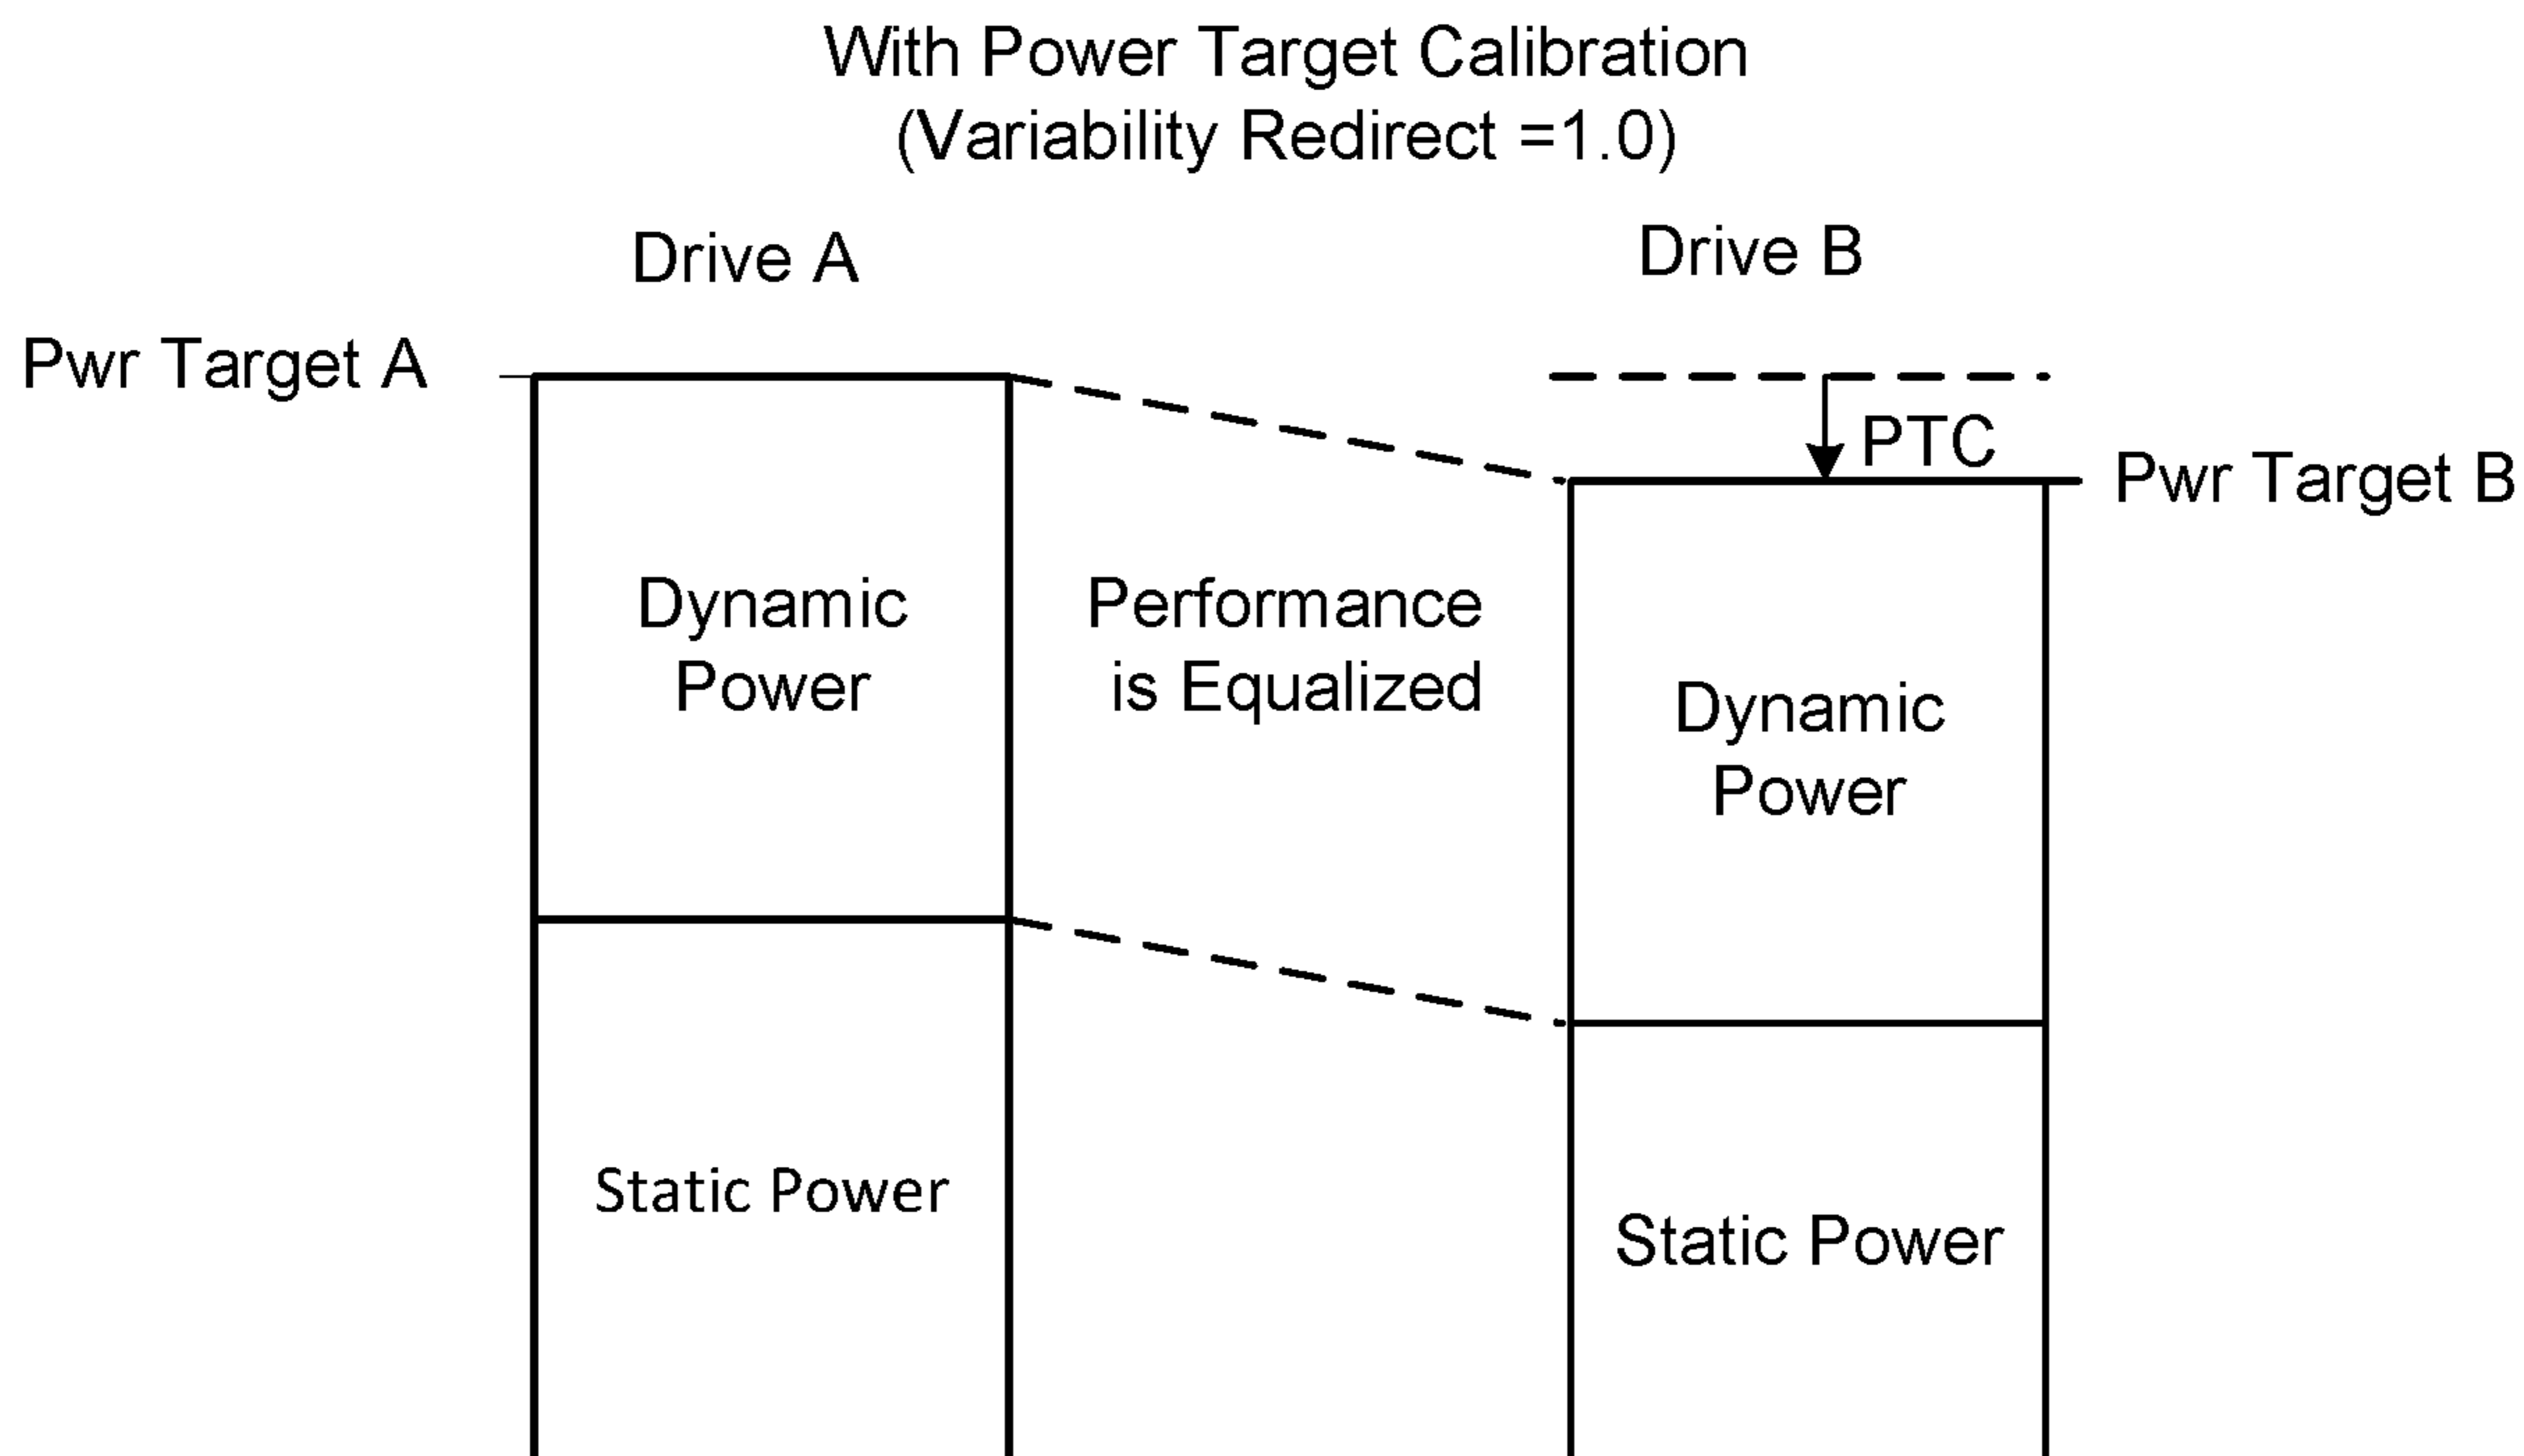 With Power Target Calibration
(Variability Redirect =1.0)
Drive A
Drive B
Pwr Target A
PTC
Pwr Target B
Dynamic
Power
Performance
is Equalized
Dynamic
Power
Static Power
Static Power